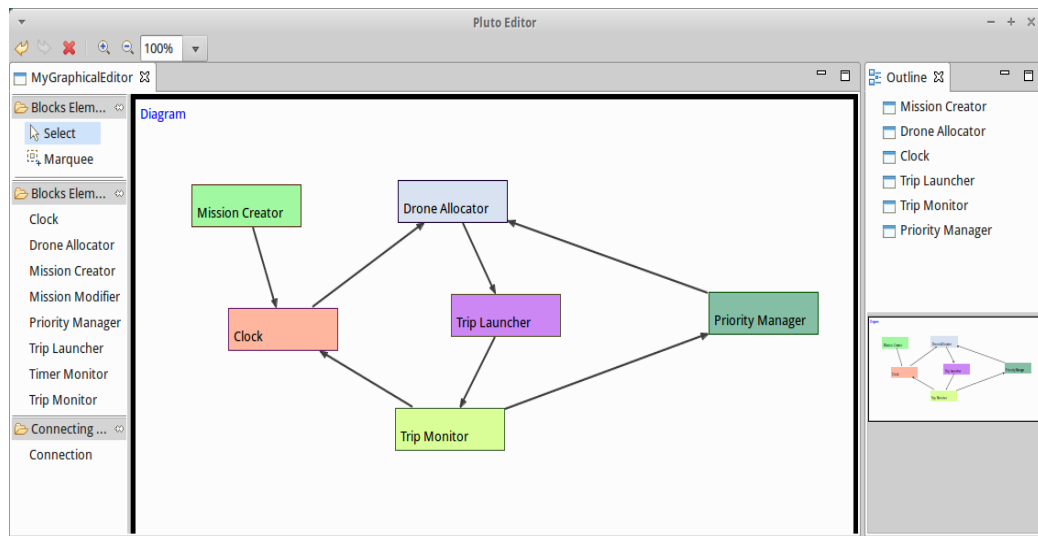 Pluto Editor
100%
MyGraphicalEditor
Outline
Blocks Elem...
Select
Marquee
Blocks Elem...
Clock
Drone Allocator
Mission Creator
Mission Modifier
Priority Manager
Trip Launcher
Timer Monitor
Trip Monitor
Connecting ...
Connection
Diagram
Mission Creator
Drone Allocator
Clock
Trip Launcher
Priority Manager
Trip Monitor
Mission Creator
Drone Allocator
Clock
Trip Launcher
Trip Monitor
Priority Manager